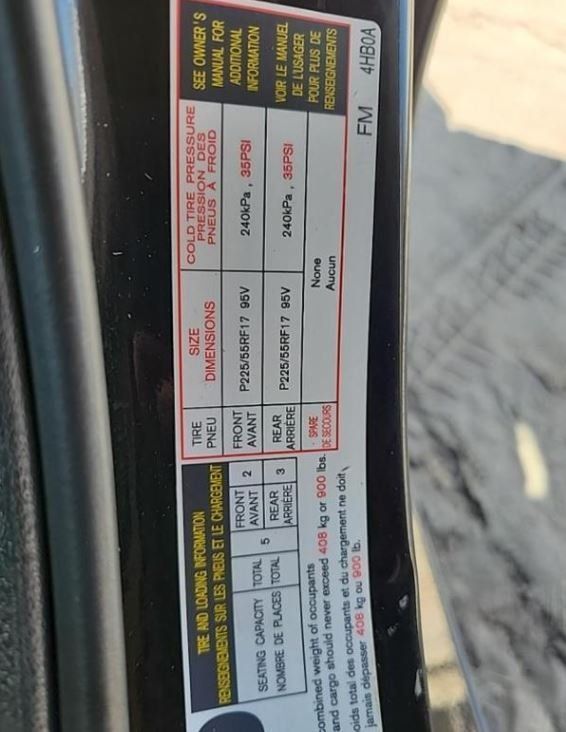 TIRE AND LOADING INFORMATION
RENSEIGNEMENTS SUR LES PNEUS ET LE CHARGEMENT
SEATING CAPACITY
NOMBRE DE PLACES
TOTAL
TOTAL
5
FRONT
AVANT
2
REAR
ARRIÈRE
3
combined weight of occupants
and cargo should never exceed 408 kg or 900 lbs.
poids total des occupants et du chargement ne doit
jamais dépasser 408 kg ou 900 lb.
TIRE
PNEU
SIZE
DIMENSIONS
COLD TIRE PRESSURE
PRESSION DES
PNEUS À FROID
FRONT
AVANT
P225/55RF17 95V
240kPa, 35PSI
REAR
ARRIÈRE
P225/55RF17 95V
240kPa, 35PSI
SPARE
DE SECOURS
None
Aucun
SEE OWNER'S
MANUAL FOR
ADDITIONAL
INFORMATION
VOIR LE MANUEL
DE L'USAGER
POUR PLUS DE
RENSEIGNEMENTS
FM 4HB0A